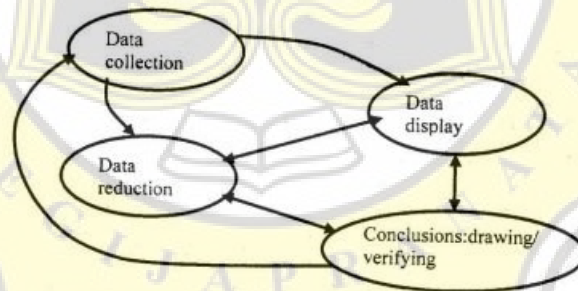 Data
collection
Data
display
Data
reduction
Conclusions:drawing/
verifying